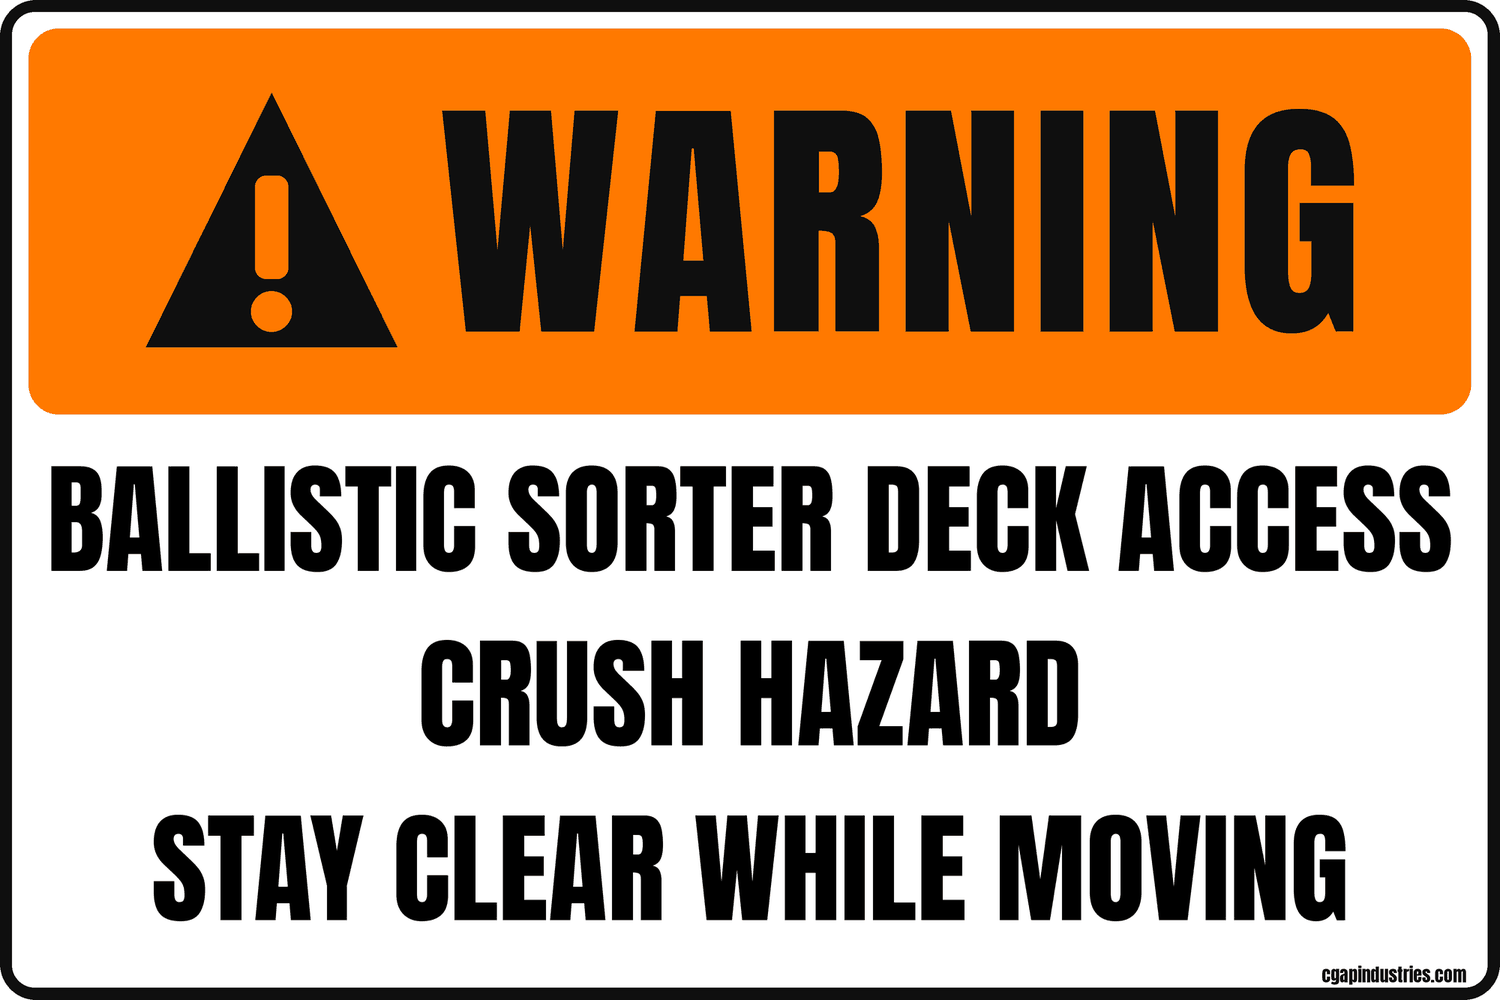 WARNING
BALLISTIC SORTER DECK ACCESS
CRUSH HAZARD
STAY CLEAR WHILE MOVING
cgapindustries.com